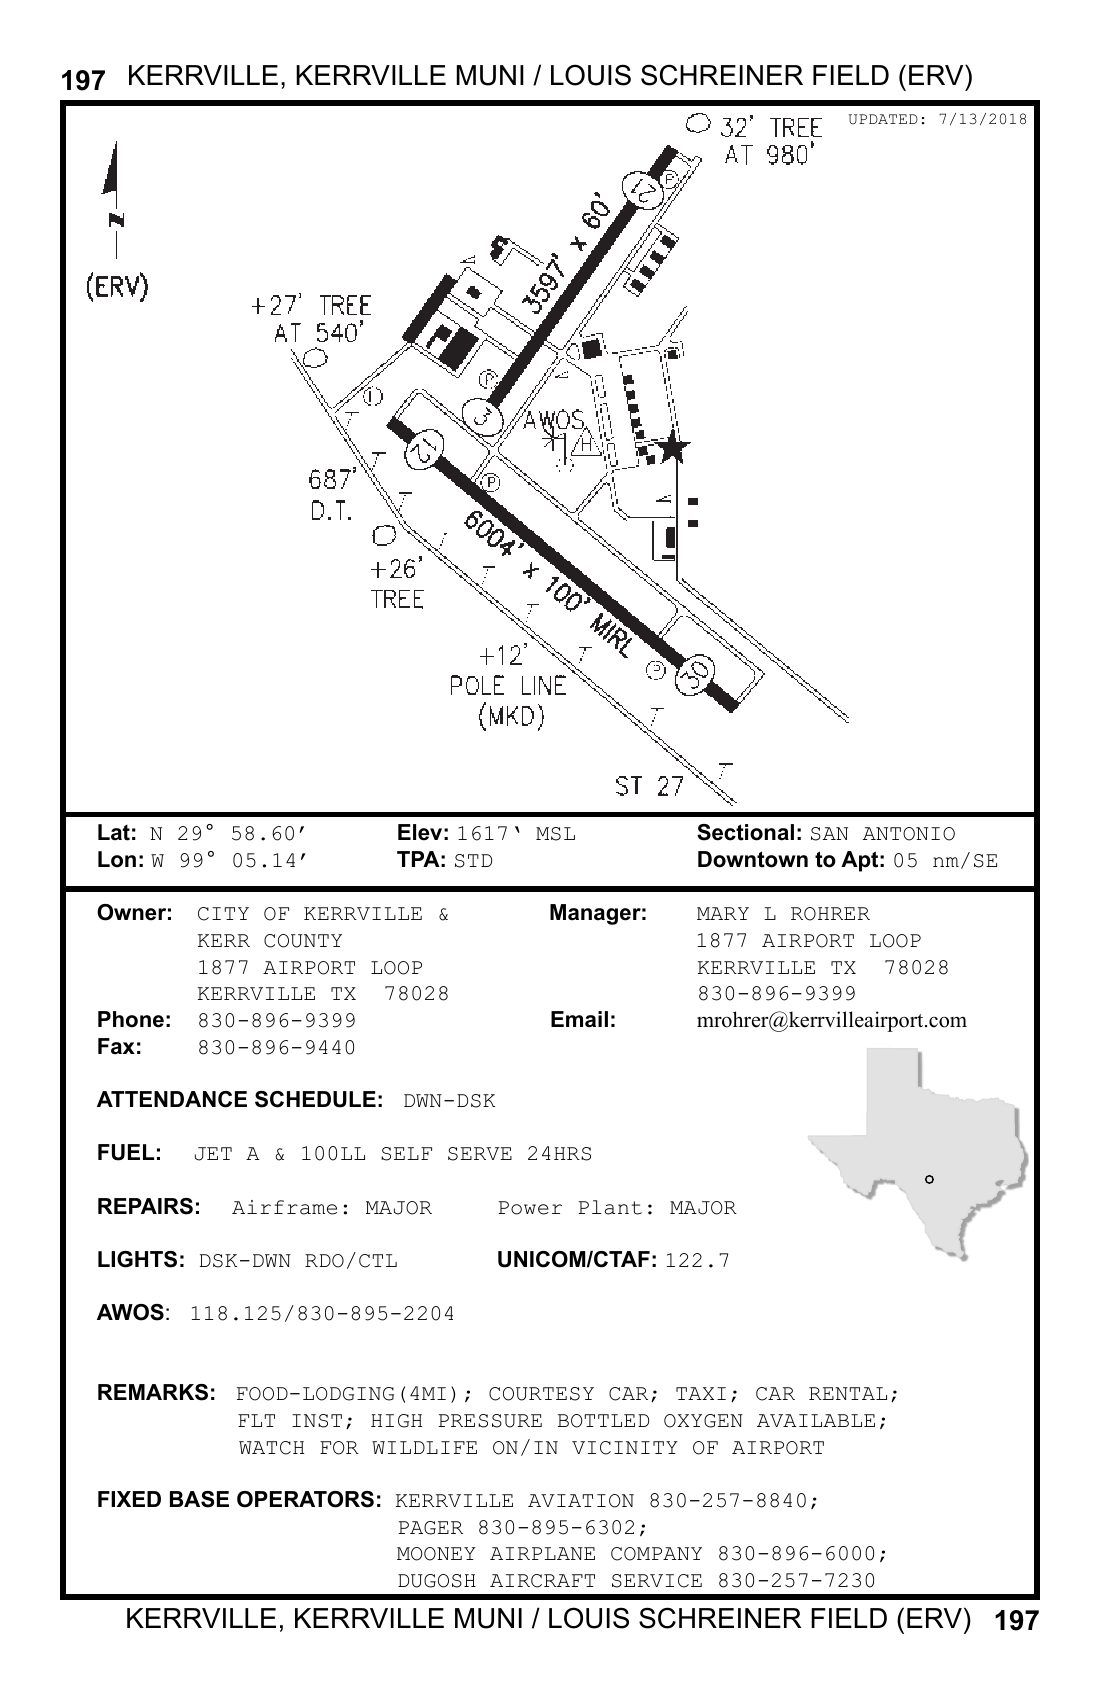 197 KERRVILLE, KERRVILLE MUNI / LOUIS SCHREINER FIELD (ERV)
UPDATED: 7/13/2018
32' TREE
AT 980'
N
(ERV)
21
P
3597' x 60'
+27' TREE
AT 540'
3
AWOS
H
12
P
687'
D.T.
6004' x 100' MIRL
+26'
TREE
+12'
POLE LINE
(MKD)
P
30
ST 27
Lat: N 29° 58.60’ Elev: 1617‘ MSL Sectional: SAN ANTONIO
Lon: W 99° 05.14’ TPA: STD Downtown to Apt: 05 nm/SE
Owner: CITY OF KERRVILLE & Manager: MARY L ROHRER
KERR COUNTY 1877 AIRPORT LOOP
1877 AIRPORT LOOP KERRVILLE TX 78028
KERRVILLE TX 78028 830-896-9399
Phone: 830-896-9399 Email: mrohrer@kerrvilleairport.com
Fax: 830-896-9440
ATTENDANCE SCHEDULE: DWN-DSK
FUEL: JET A & 100LL SELF SERVE 24HRS
REPAIRS: Airframe: MAJOR Power Plant: MAJOR
LIGHTS: DSK-DWN RDO/CTL UNICOM/CTAF: 122.7
AWOS: 118.125/830-895-2204
REMARKS: FOOD-LODGING(4MI); COURTESY CAR; TAXI; CAR RENTAL;
FLT INST; HIGH PRESSURE BOTTLED OXYGEN AVAILABLE;
WATCH FOR WILDLIFE ON/IN VICINITY OF AIRPORT
FIXED BASE OPERATORS: KERRVILLE AVIATION 830-257-8840;
PAGER 830-895-6302;
MOONEY AIRPLANE COMPANY 830-896-6000;
DUGOSH AIRCRAFT SERVICE 830-257-7230
KERRVILLE, KERRVILLE MUNI / LOUIS SCHREINER FIELD (ERV) 197